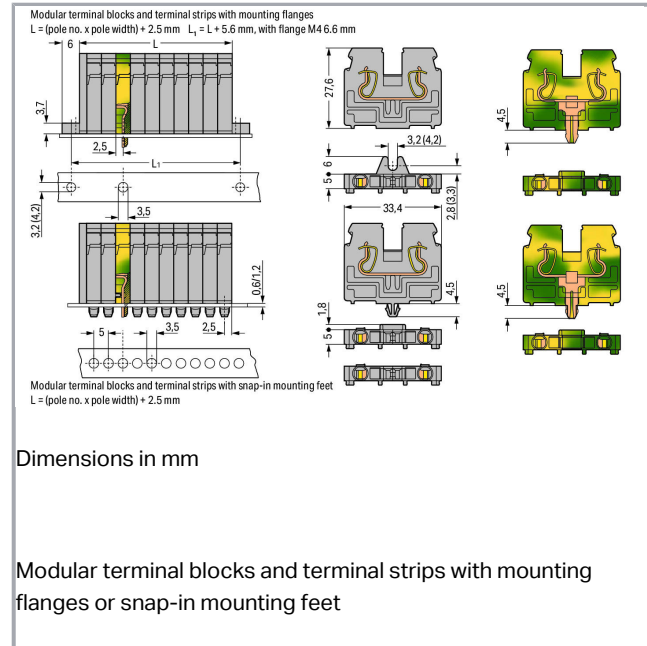 Modular terminal blocks and terminal strips with mounting flanges
L = (pole no. x pole width) + 2.5 mm L₁ = L + 5.6 mm, with flange M4 6.6 mm
6
L
3,7
2,5
L₁
3,2 (4,2)
3,5
0,6/1,2
5
3,5
2,5
27,6
3,2 (4,2)
6
5
2,8 (3,3)
33,4
4,5
1,8
5
4,5
4,5
Modular terminal blocks and terminal strips with snap-in mounting feet
L = (pole no. x pole width) + 2.5 mm
Dimensions in mm
Modular terminal blocks and terminal strips with mounting
flanges or snap-in mounting feet